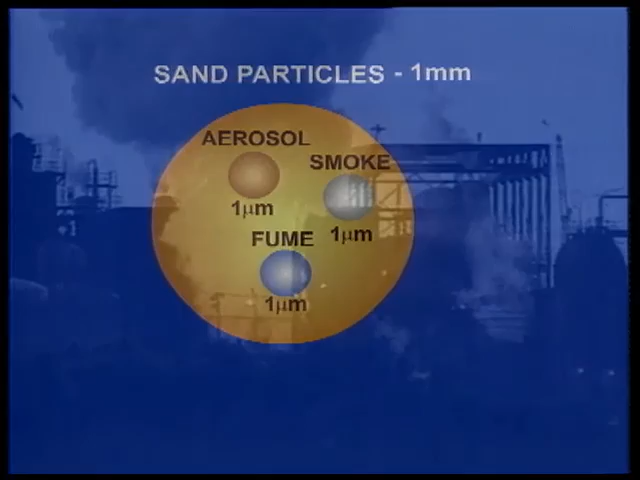 SAND PARTICLES - 1mm
AEROSOL
1μm
SMOKE
1μm
FUME
1μm